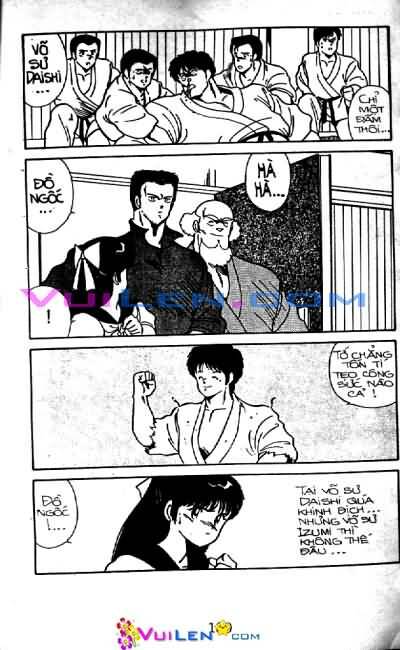 VÕ
SƯ
DAISHI
...
CHỈ
MỘT
ĐẤM
THÔI...
HÀ
HÀ...
ĐỒ
NGỐC
...
!
VUILEN.COM
TỚ CHẲNG
TỐN TÍ
TEO CÔNG
SỨC NÀO
CẢ !
ĐỒ
NGỐC
!...
TẠI VÕ SƯ
DAISHI QUÁ
KHINH ĐỊCH...
NHƯNG VÕ SƯ
IZUMI THÌ
KHÔNG THẾ
ĐÂU ...
VUILEN.COM